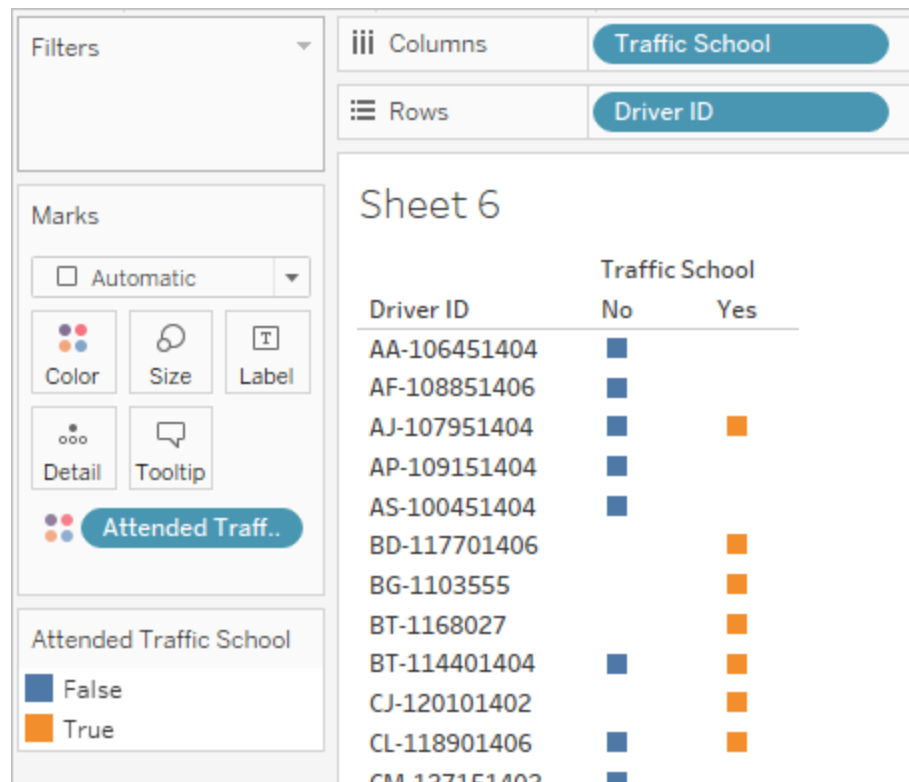 Filters
Columns Traffic School
Rows Driver ID
Marks
Automatic
Color Size Label
Detail Tooltip
Attended Traff..
Attended Traffic School
False
True
Sheet 6
Traffic School
Driver ID No Yes
AA-106451404
AF-108851406
AJ-107951404
AP-109151404
AS-100451404
BD-117701406
BG-1103555
BT-1168027
BT-114401404
CJ-120101402
CL-118901406